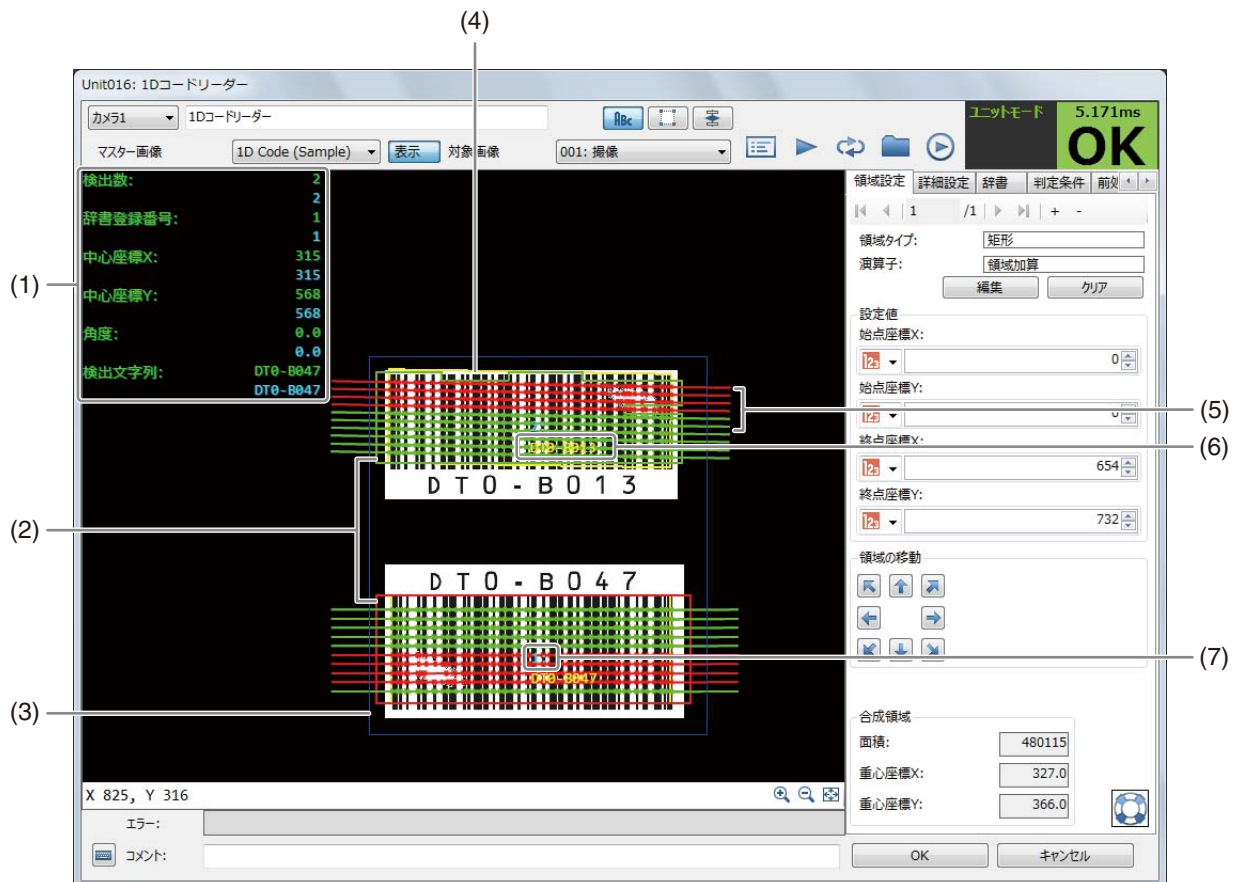 (4)
Unit016: 1Dコードリーダー
カメラ1 1Dコードリーダー ABC
ユニットモード 5.171ms
OK
マスター画像 1D Code (Sample) 表示 対象画像 001: 撮像
検出数: 2
2
辞書登録番号: 1
1
中心座標X: 315
315
中心座標Y: 568
568
角度: 0.0
0.0
検出文字列: DT0-B047
DT0-B047
(1)
(2)
(3)
DT0-B013
DT0-B047
DT0-B047
領域設定 詳細設定 辞書 判定条件
1 /1 + -
領域タイプ: 矩形
演算子: 領域加算
編集 クリア
設定値
始点座標X:
123 0
始点座標Y:
123 0
終点座標X:
123 654
終点座標Y:
123 732
領域の移動
(5)
(6)
(7)
合成領域
面積: 480115
重心座標X: 327.0
重心座標Y: 366.0
X 825, Y 316
エラー:
コメント:
OK キャンセル